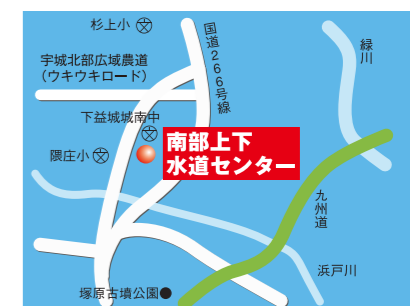 杉上小
国道266号線
緑川
宇城北部広域農道
（ウキウキロード）
下益城城南中
南部上下
水道センター
隈庄小
九州道
浜戸川
塚原古墳公園